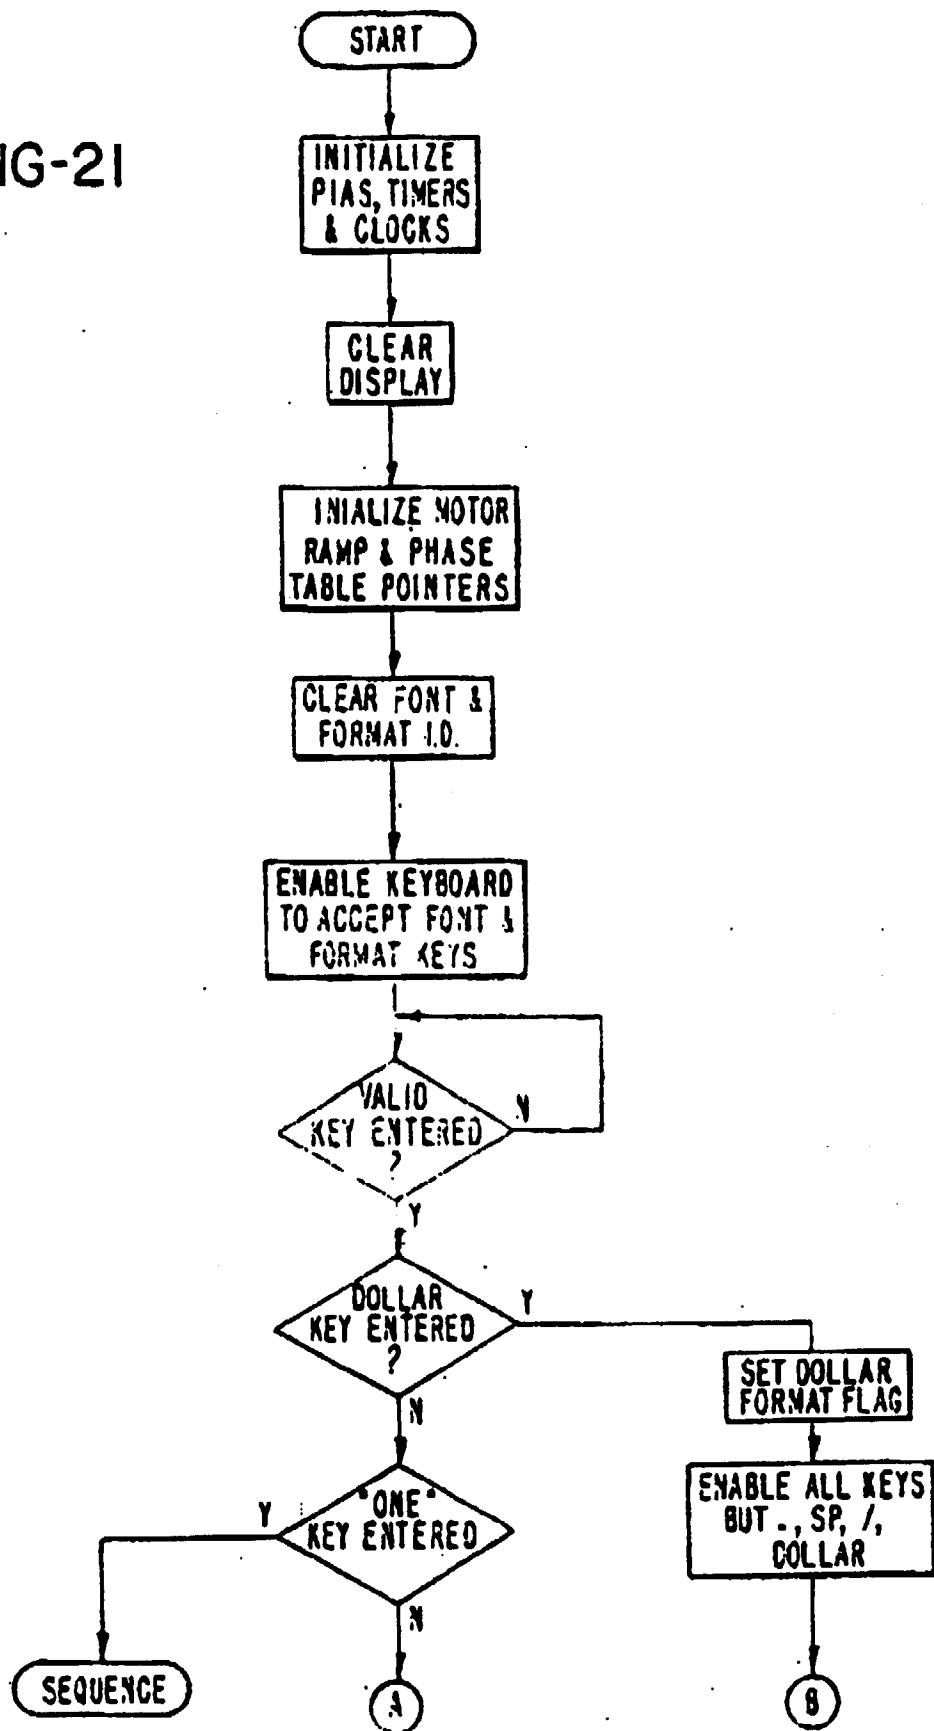 START
IG-21
INITIALIZE
PIAS, TIMERS
& CLOCKS
CLEAR
DISPLAY
INIALIZE MOTOR
RAMP & PHASE
TABLE POINTERS
CLEAR FONT &
FORMAT I.D.
ENABLE KEYBOARD
TO ACCEPT FONT &
FORMAT KEYS
VALID
KEY ENTERED
?
N
Y
DOLLAR
KEY ENTERED
?
Y
N
SET DOLLAR
FORMAT FLAG
"ONE"
KEY ENTERED
Y
N
ENABLE ALL KEYS
BUT -, SP, /,
COLLAR
SEQUENCE
A
B